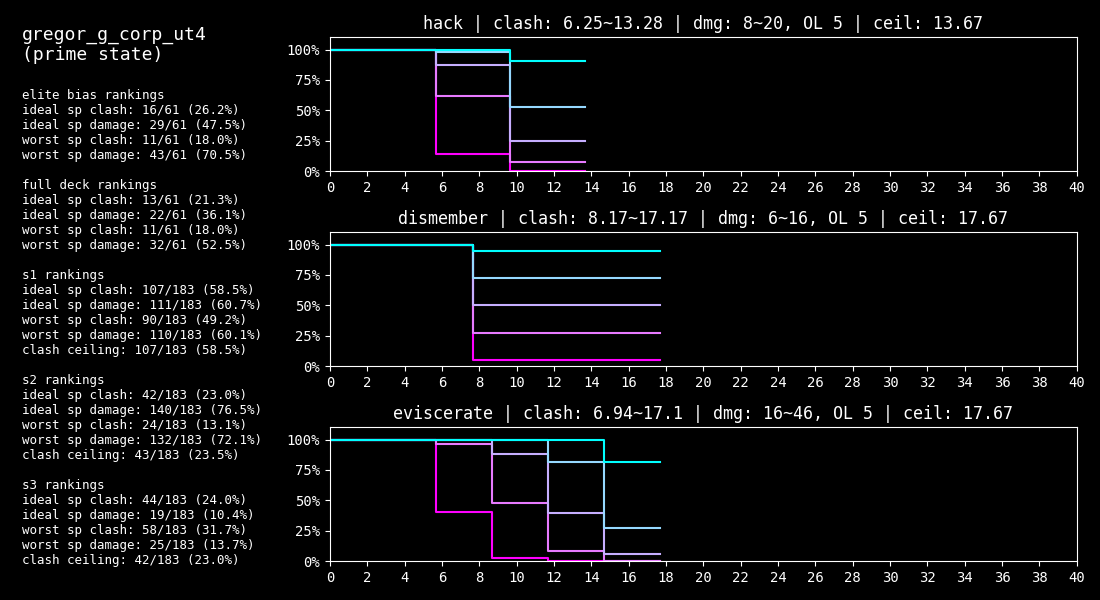 gregor_g_corp_ut4
(prime state)
elite bias rankings
ideal sp clash: 16/61 (26.2%)
ideal sp damage: 29/61 (47.5%)
worst sp clash: 11/61 (18.0%)
worst sp damage: 43/61 (70.5%)
full deck rankings
ideal sp clash: 13/61 (21.3%)
ideal sp damage: 22/61 (36.1%)
worst sp clash: 11/61 (18.0%)
worst sp damage: 32/61 (52.5%)
s1 rankings
ideal sp clash: 107/183 (58.5%)
ideal sp damage: 111/183 (60.7%)
worst sp clash: 90/183 (49.2%)
worst sp damage: 110/183 (60.1%)
clash ceiling: 107/183 (58.5%)
s2 rankings
ideal sp clash: 42/183 (23.0%)
ideal sp damage: 140/183 (76.5%)
worst sp clash: 24/183 (13.1%)
worst sp damage: 132/183 (72.1%)
clash ceiling: 43/183 (23.5%)
s3 rankings
ideal sp clash: 44/183 (24.0%)
ideal sp damage: 19/183 (10.4%)
worst sp clash: 58/183 (31.7%)
worst sp damage: 25/183 (13.7%)
clash ceiling: 42/183 (23.0%)
hack | clash: 6.25~13.28 | dmg: 8~20, OL 5 | ceil: 13.67
100%
75%
50%
25%
0%
0 2 4 6 8 10 12 14 16 18 20 22 24 26 28 30 32 34 36 38 40
dismember | clash: 8.17~17.17 | dmg: 6~16, OL 5 | ceil: 17.67
100%
75%
50%
25%
0%
0 2 4 6 8 10 12 14 16 18 20 22 24 26 28 30 32 34 36 38 40
eviscerate | clash: 6.94~17.1 | dmg: 16~46, OL 5 | ceil: 17.67
100%
75%
50%
25%
0%
0 2 4 6 8 10 12 14 16 18 20 22 24 26 28 30 32 34 36 38 40